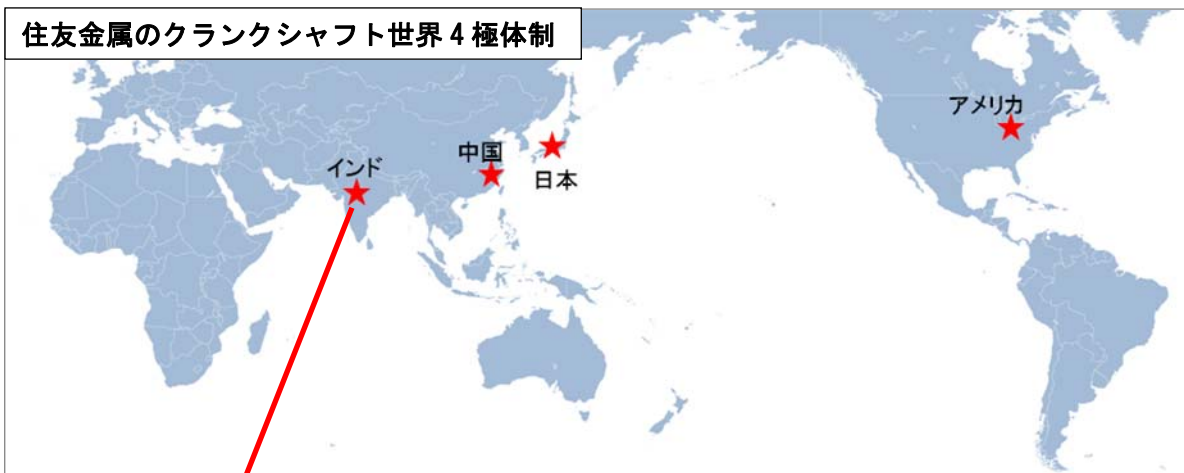 住友金属のクランクシャフト世界４極体制
アメリカ
中国
インド
日本